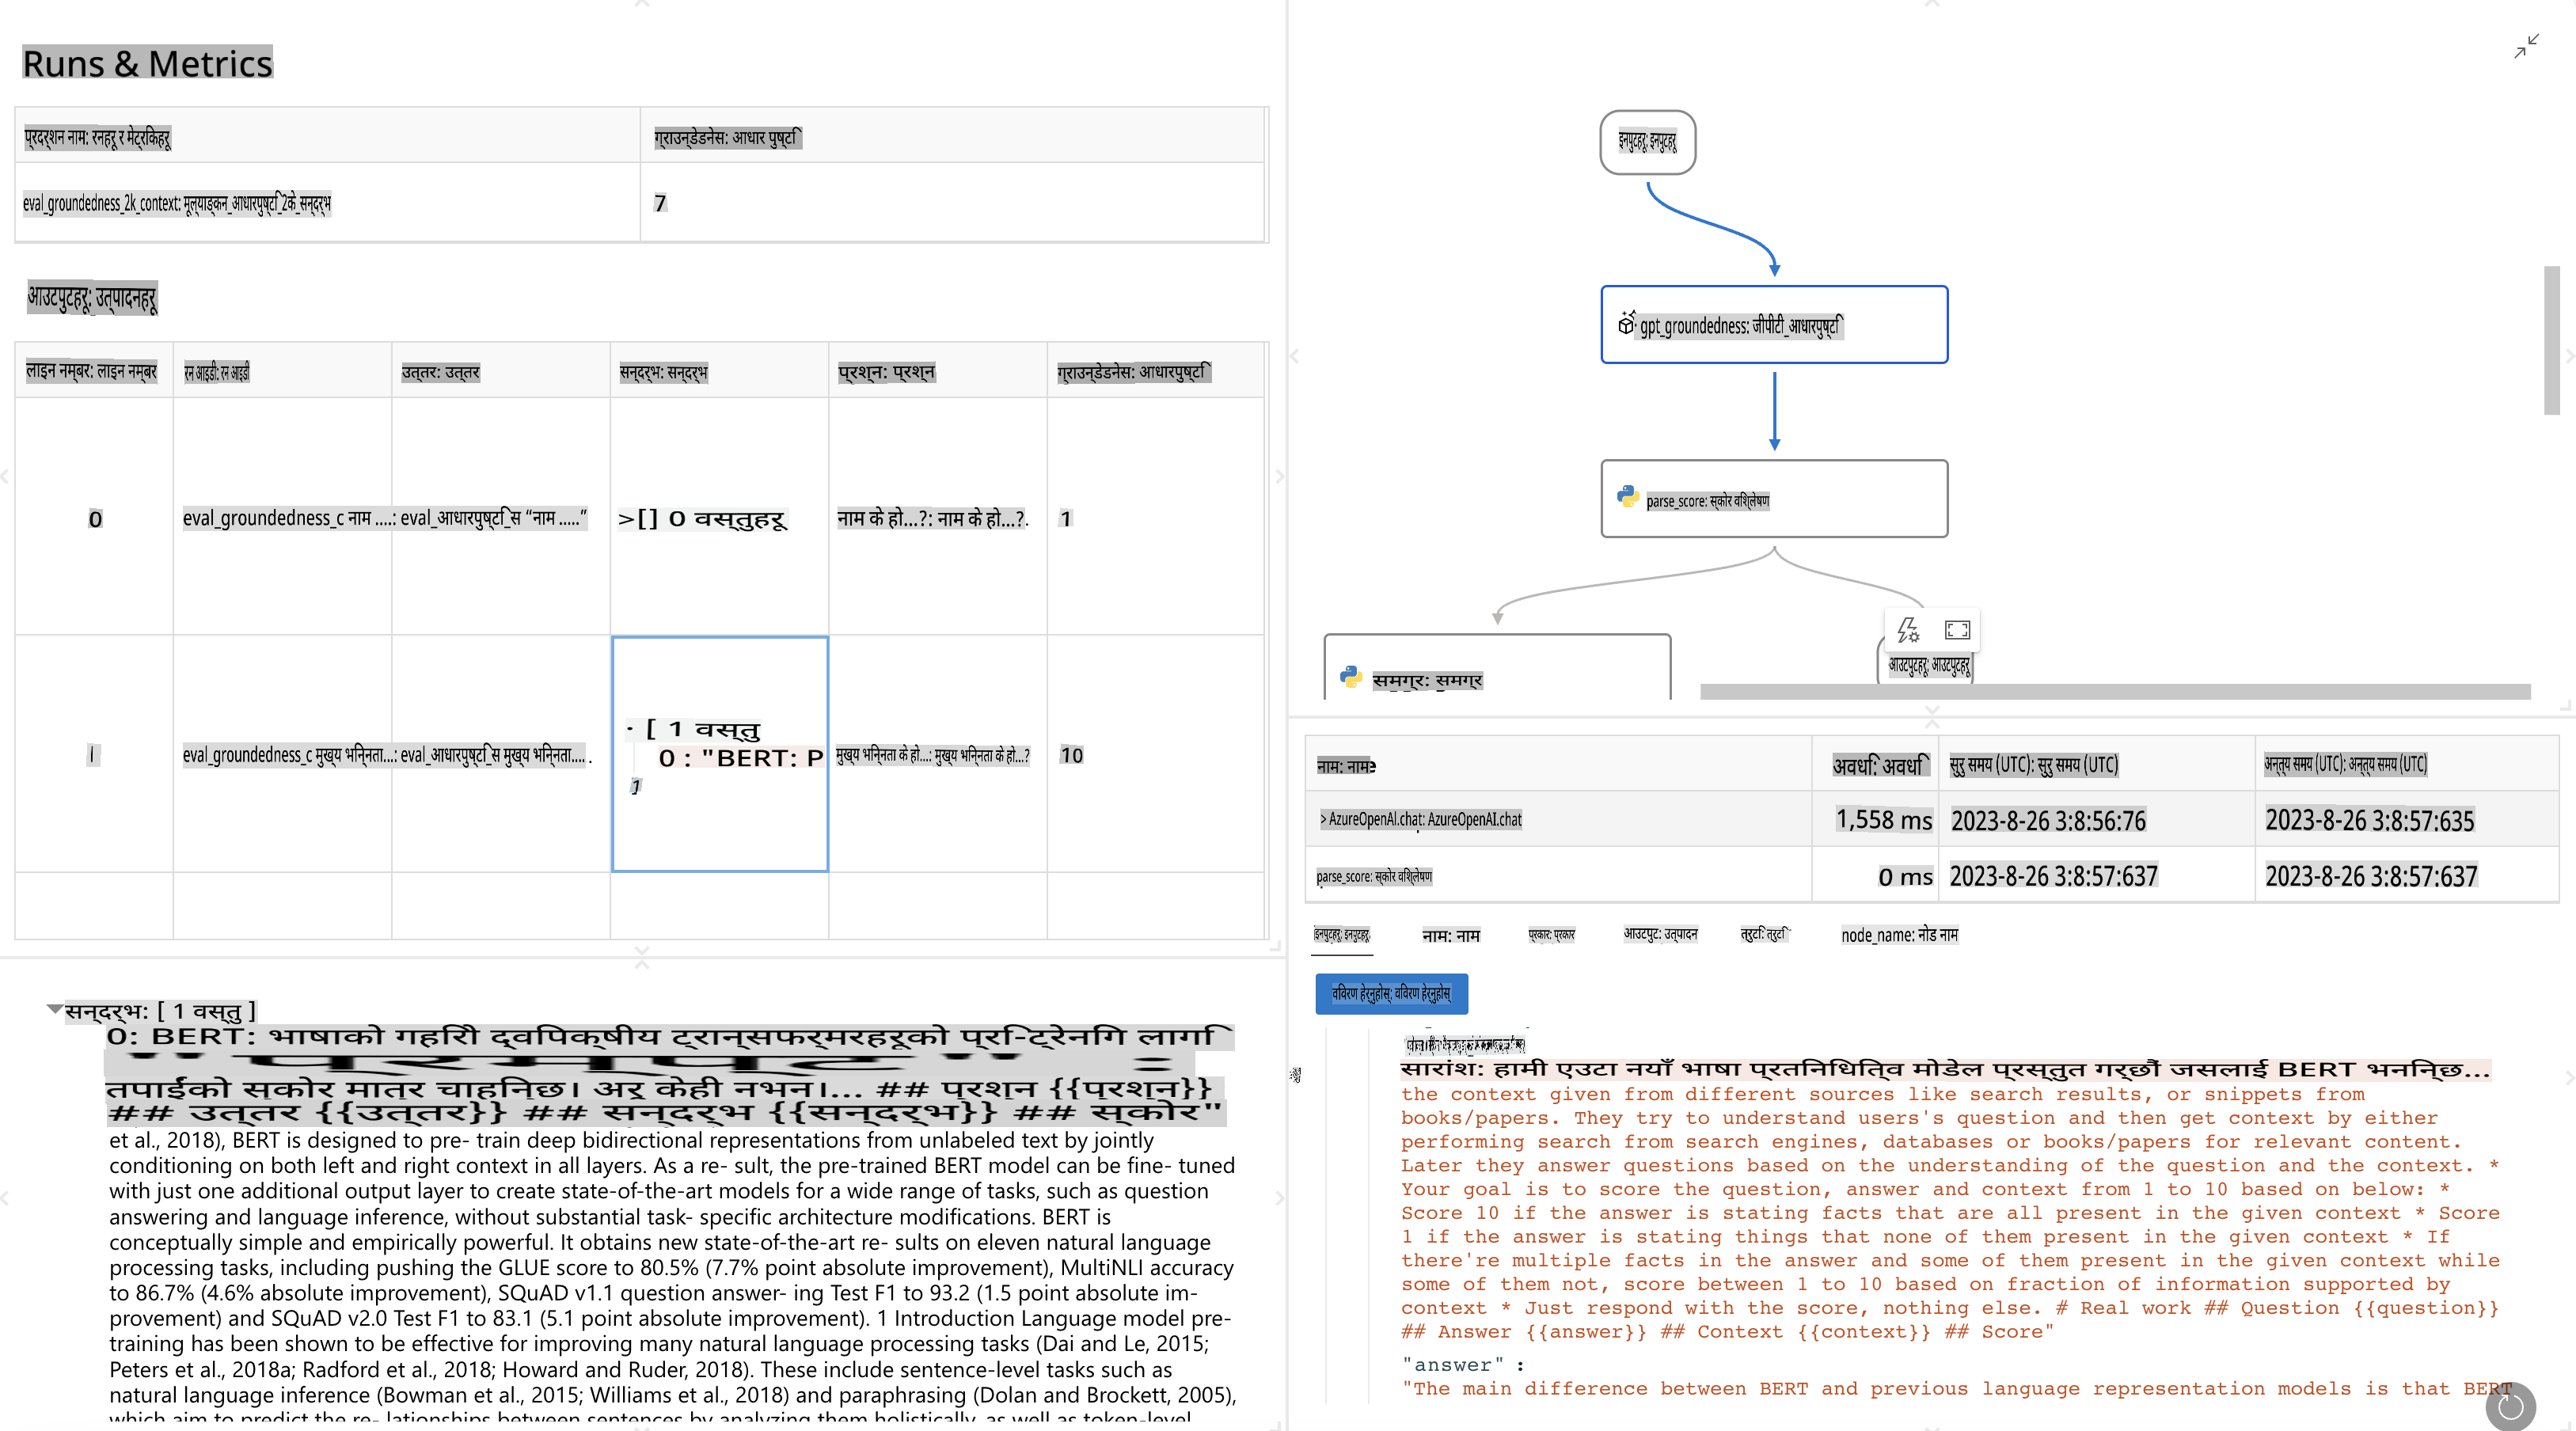 Runs & Metrics
प्रदर्शन नाम: रनहरू र मेट्रिकहरू
ग्राउन्डेडनेस: आधार पुष्टि
eval_groundedness_2k_context: मूल्याङ्कन_आधारपुष्टि_2के_सन्दर्भ
7
आउटपुटहरू: उत्पादनहरू
लाइन नम्बर: लाइन नम्बर
रन आइडी: रन आइडी
उत्तर: उत्तर
सन्दर्भ: सन्दर्भ
प्रश्न: प्रश्न
ग्राउन्डेडनेस: आधारपुष्टि
0
eval_groundedness_c नाम ....: eval_आधारपुष्टि_स “नाम .....”
>[] 0 वस्तुहरू
नाम के हो...?: नाम के हो...?.
1
eval_groundedness_c मुख्य भिन्नता...: eval_आधारपुष्टि_स मुख्य भिन्नता.... .
[ 1 वस्तु
0 : "BERT: P
]
मुख्य भिन्नता के हो...: मुख्य भिन्नता के हो...?
10
सन्दर्भ: [ 1 वस्तु ]
0: BERT: भाषाको गहिरो द्विपक्षीय ट्रान्सफर्मरहरूको प्रि-ट्रेनिंग लागि
तपाईंको स्कोर मात्र चाहिन्छ। अरू केही नभन।... ## प्रश्न {{प्रश्न}}
## उत्तर {{उत्तर}} ## सन्दर्भ {{सन्दर्भ}} ## स्कोर"
et al., 2018), BERT is designed to pre- train deep bidirectional representations from unlabeled text by jointly
conditioning on both left and right context in all layers. As a re- sult, the pre-trained BERT model can be fine- tuned
with just one additional output layer to create state-of-the-art models for a wide range of tasks, such as question
answering and language inference, without substantial task- specific architecture modifications. BERT is
conceptually simple and empirically powerful. It obtains new state-of-the-art re- sults on eleven natural language
processing tasks, including pushing the GLUE score to 80.5% (7.7% point absolute improvement), MultiNLI accuracy
to 86.7% (4.6% absolute improvement), SQuAD v1.1 question answer- ing Test F1 to 93.2 (1.5 point absolute im-
provement) and SQuAD v2.0 Test F1 to 83.1 (5.1 point absolute improvement). 1 Introduction Language model pre-
training has been shown to be effective for improving many natural language processing tasks (Dai and Le, 2015;
Peters et al., 2018a; Radford et al., 2018; Howard and Ruder, 2018). These include sentence-level tasks such as
natural language inference (Bowman et al., 2015; Williams et al., 2018) and paraphrasing (Dolan and Brockett, 2005),
which aim to predict the re- lationships between sentences by analyzing them holistically, as well as token-level
इनपुटहरू: इनपुटहरू
gpt_groundedness: जीपीटी_आधारपुष्टि
parse_score: स्कोर विश्लेषण
समग्र: समग्र
आउटपुटहरू: आउटपुटहरू
नाम: नाम
अवधि: अवधि
सुरु समय (UTC): सुरु समय (UTC)
अन्त्य समय (UTC): अन्त्य समय (UTC)
> AzureOpenAI.chat: AzureOpenAI.chat
1,558 ms
2023-8-26 3:8:56:76
2023-8-26 3:8:57:635
parse_score: स्कोर विश्लेषण
0 ms
2023-8-26 3:8:57:637
2023-8-26 3:8:57:637
इनपुटहरू: इनपुटहरू
नाम: नाम
प्रकार: प्रकार
आउटपुट: उत्पादन
त्रुटि: त्रुटि
node_name: नोड नाम
विवरण हेर्नुहोस्: विवरण हेर्नुहोस्
सारांश: हामी एउटा नयाँ भाषा प्रतिनिधित्व मोडेल प्रस्तुत गर्छौं जसलाई BERT भनिन्छ...
the context given from different sources like search results, or snippets from
books/papers. They try to understand users's question and then get context by either
performing search from search engines, databases or books/papers for relevant content.
Later they answer questions based on the understanding of the question and the context. *
Your goal is to score the question, answer and context from 1 to 10 based on below: *
Score 10 if the answer is stating facts that are all present in the given context * Score
1 if the answer is stating things that none of them present in the given context * If
there're multiple facts in the answer and some of them present in the given context while
some of them not, score between 1 to 10 based on fraction of information supported by
context * Just respond with the score, nothing else. # Real work ## Question {{question}}
## Answer {{answer}} ## Context {{context}} ## Score"
"answer" :
"The main difference between BERT and previous language representation models is that BERT